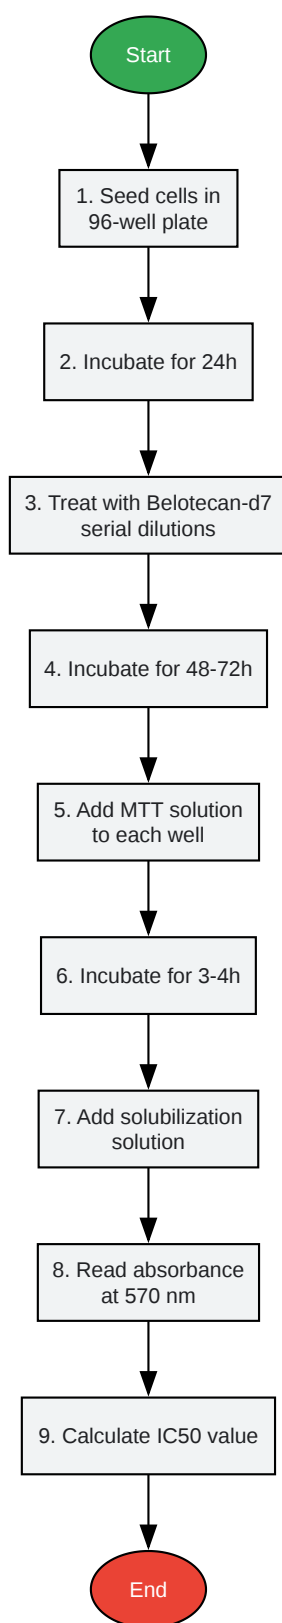 Start
1. Seed cells in
96-well plate
2. Incubate for 24h
3. Treat with Belotecan-d7
serial dilutions
4. Incubate for 48-72h
5. Add MTT solution
to each well
6. Incubate for 3-4h
7. Add solubilization
solution
8. Read absorbance
at 570 nm
9. Calculate IC50 value
End